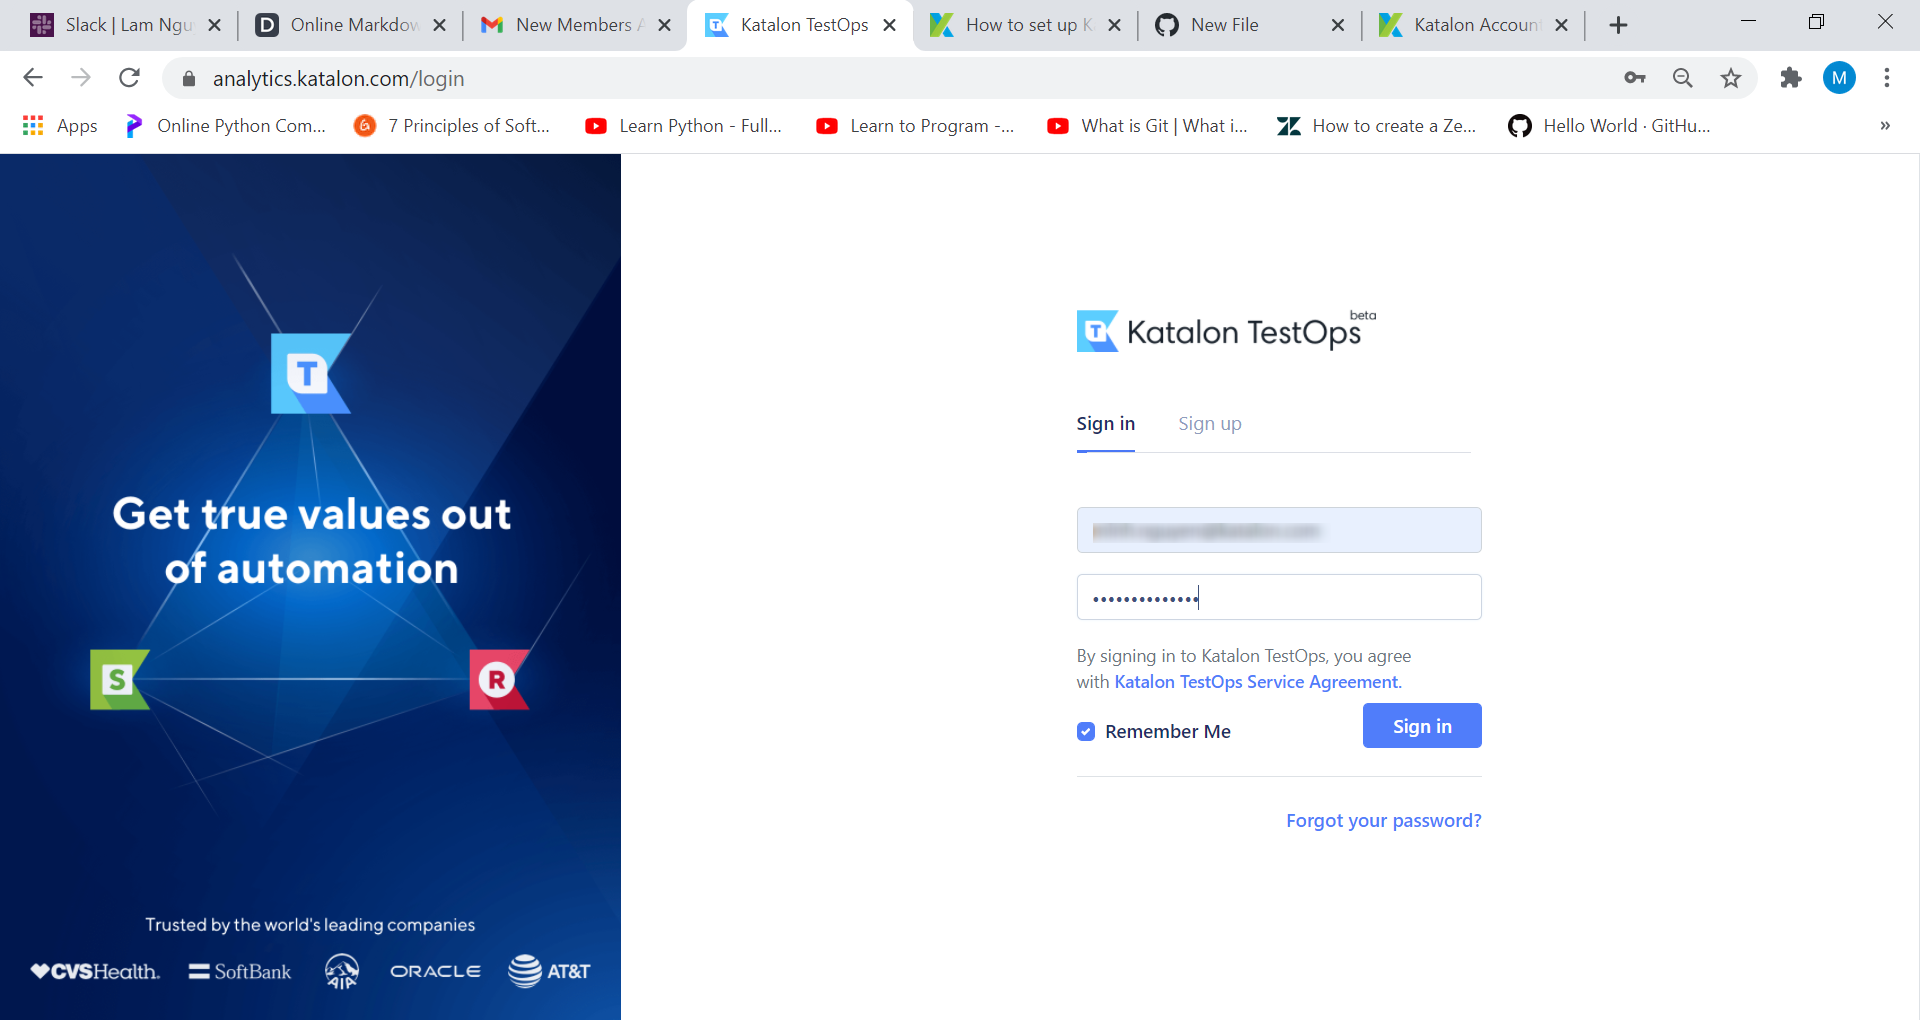 Slack | Lam Ngu
Online Markdow
New Members A
Katalon TestOps
How to set up K
New File
Katalon Accoun
analytics.katalon.com/login
M
Apps
Online Python Com...
7 Principles of Soft...
Learn Python - Full...
Learn to Program -...
What is Git | What i...
How to create a Ze...
Hello World · GitHu...
»
T
Get true values out
of automation
S
R
Trusted by the world's leading companies
CVSHealth.
SoftBank
AIA
ORACLE
AT&T
Katalon TestOps beta
Sign in
Sign up
••••••••••••••
By signing in to Katalon TestOps, you agree
with Katalon TestOps Service Agreement.
Remember Me
Sign in
Forgot your password?